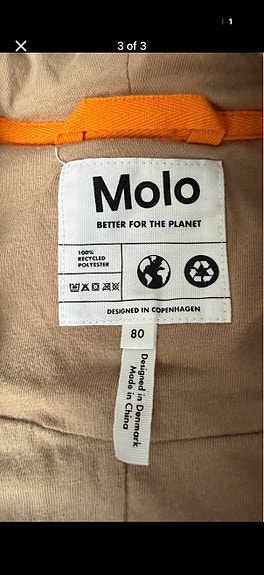 1
3 of 3
Molo
BETTER FOR THE PLANET
100%
RECYCLED
POLYESTER
DESIGNED IN COPENHAGEN
80
Designed in Denmark
Made in China